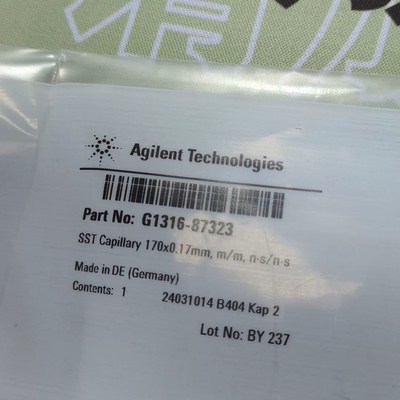 Agilent Technologies
Part No: G1316-87323
SST Capillary 170x0.17mm, m/m, n-s/n-s
Made in DE (Germany)
Contents: 1
24031014 B404 Kap 2
Lot No: BY 237